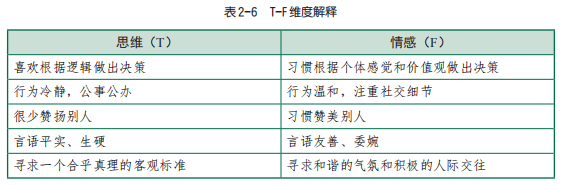 表2-6 T-F维度解释
思维（T） 情感（F）
喜欢根据逻辑做出决策 习惯根据个体感觉和价值观做出决策
行为冷静，公事公办 行为温和，注重社交细节
很少赞扬别人 习惯赞美别人
言语平实、生硬 言语友善、委婉
寻求一个合乎真理的客观标准 寻求和谐的气氛和积极的人际交往